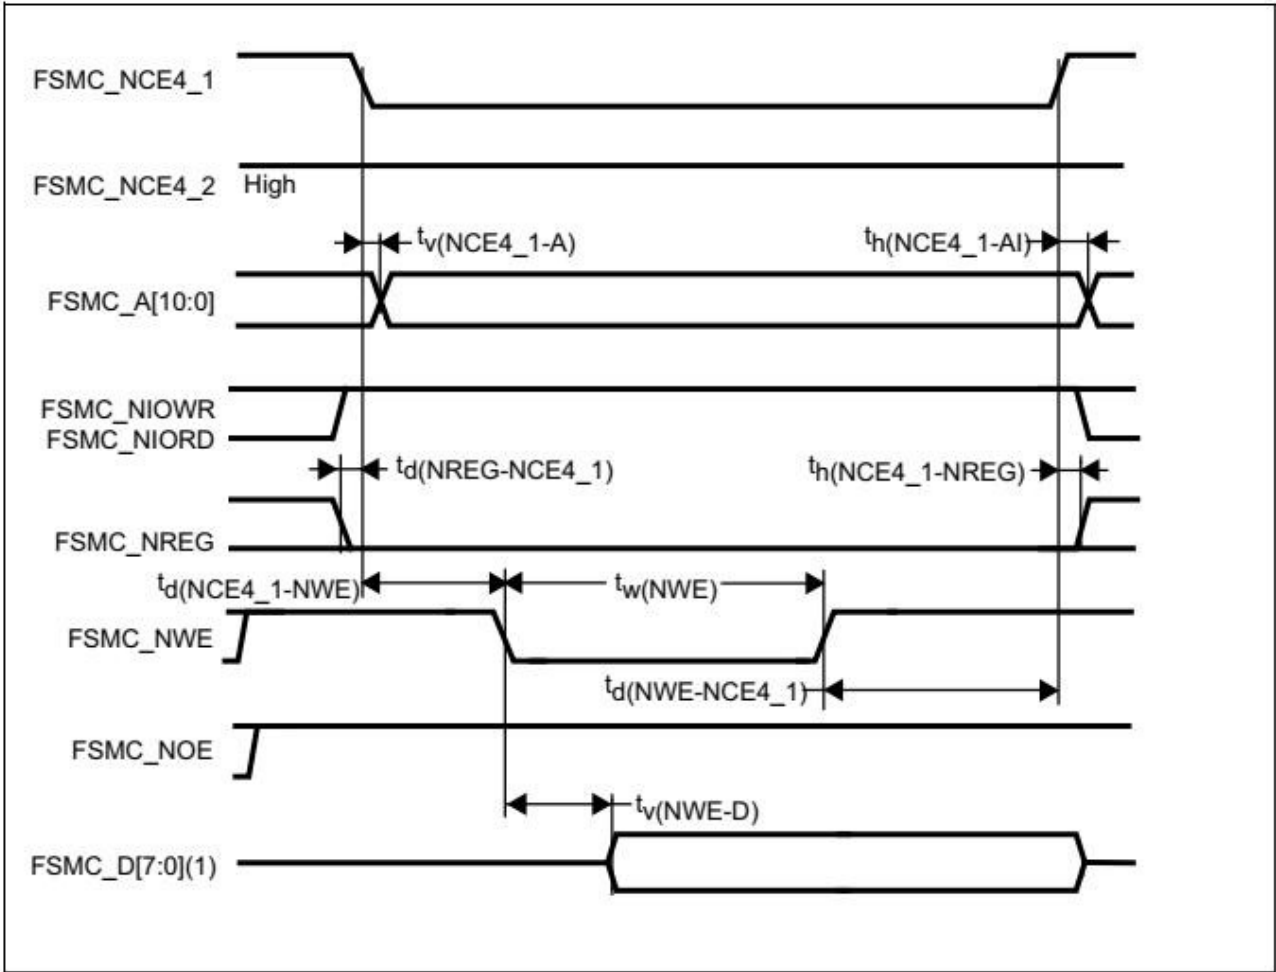 FSMC_NCE4_1
FSMC_NCE4_2 High
tv(NCE4_1-A) th(NCE4_1-AI)
FSMC_A[10:0]
FSMC_NIOWR
FSMC_NIORD
td(NREG-NCE4_1) th(NCE4_1-NREG)
FSMC_NREG
td(NCE4_1-NWE) tw(NWE)
FSMC_NWE
td(NWE-NCE4_1)
FSMC_NOE
tv(NWE-D)
FSMC_D[7:0](1)